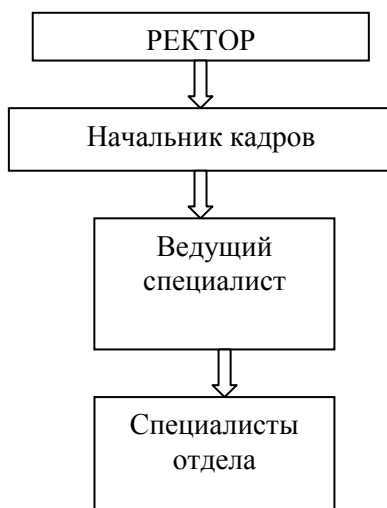 РЕКТОР
Начальник кадров
Ведущий
специалист
Специалисты
отдела